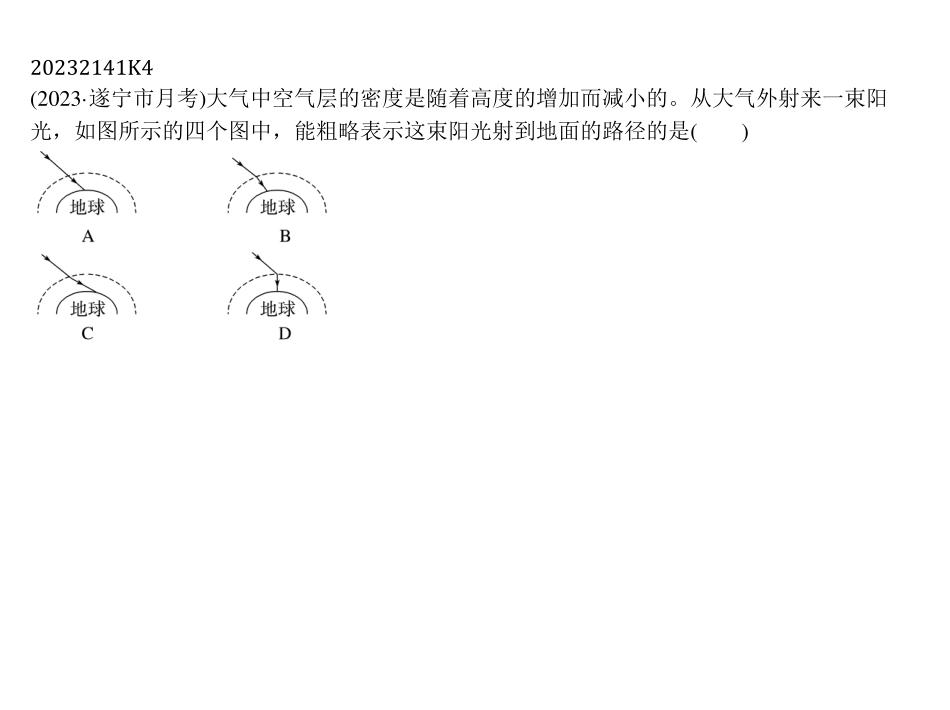 20232141K4
(2023·遂宁市月考)大气中空气层的密度是随着高度的增加而减小的。从大气外射来一束阳
光，如图所示的四个图中，能粗略表示这束阳光射到地面的路径的是(　　)
地球 地球
A B
地球 地球
C D